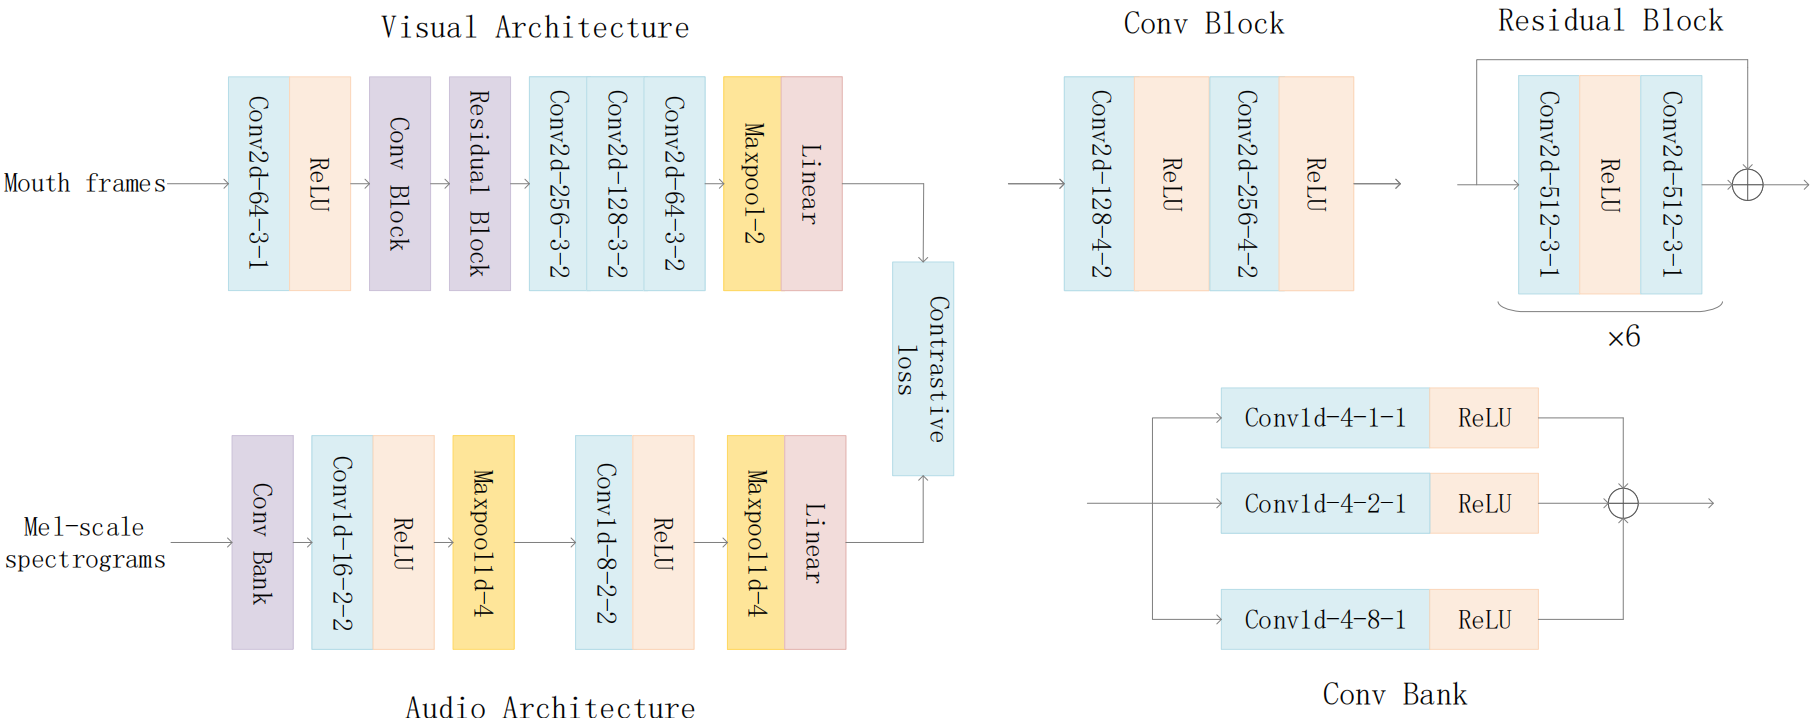 Visual Architecture
Mouth frames
Conv2d-64-3-1
ReLU
Conv Block
Residual Block
Conv2d-256-3-2
Conv2d-128-3-2
Conv2d-64-3-2
Maxpool-2
Linear
Contrastive
loss
Mel-scale
spectrograms
Conv Bank
Conv1d-16-2-2
ReLU
Maxpool1d-4
Conv1d-8-2-2
ReLU
Maxpool1d-4
Linear
Audio Architecture
Conv Block
Conv2d-128-4-2
ReLU
Conv2d-256-4-2
ReLU
Residual Block
Conv2d-512-3-1
ReLU
Conv2d-512-3-1
×6
Conv1d-4-1-1
ReLU
Conv1d-4-2-1
ReLU
Conv1d-4-8-1
ReLU
Conv Bank